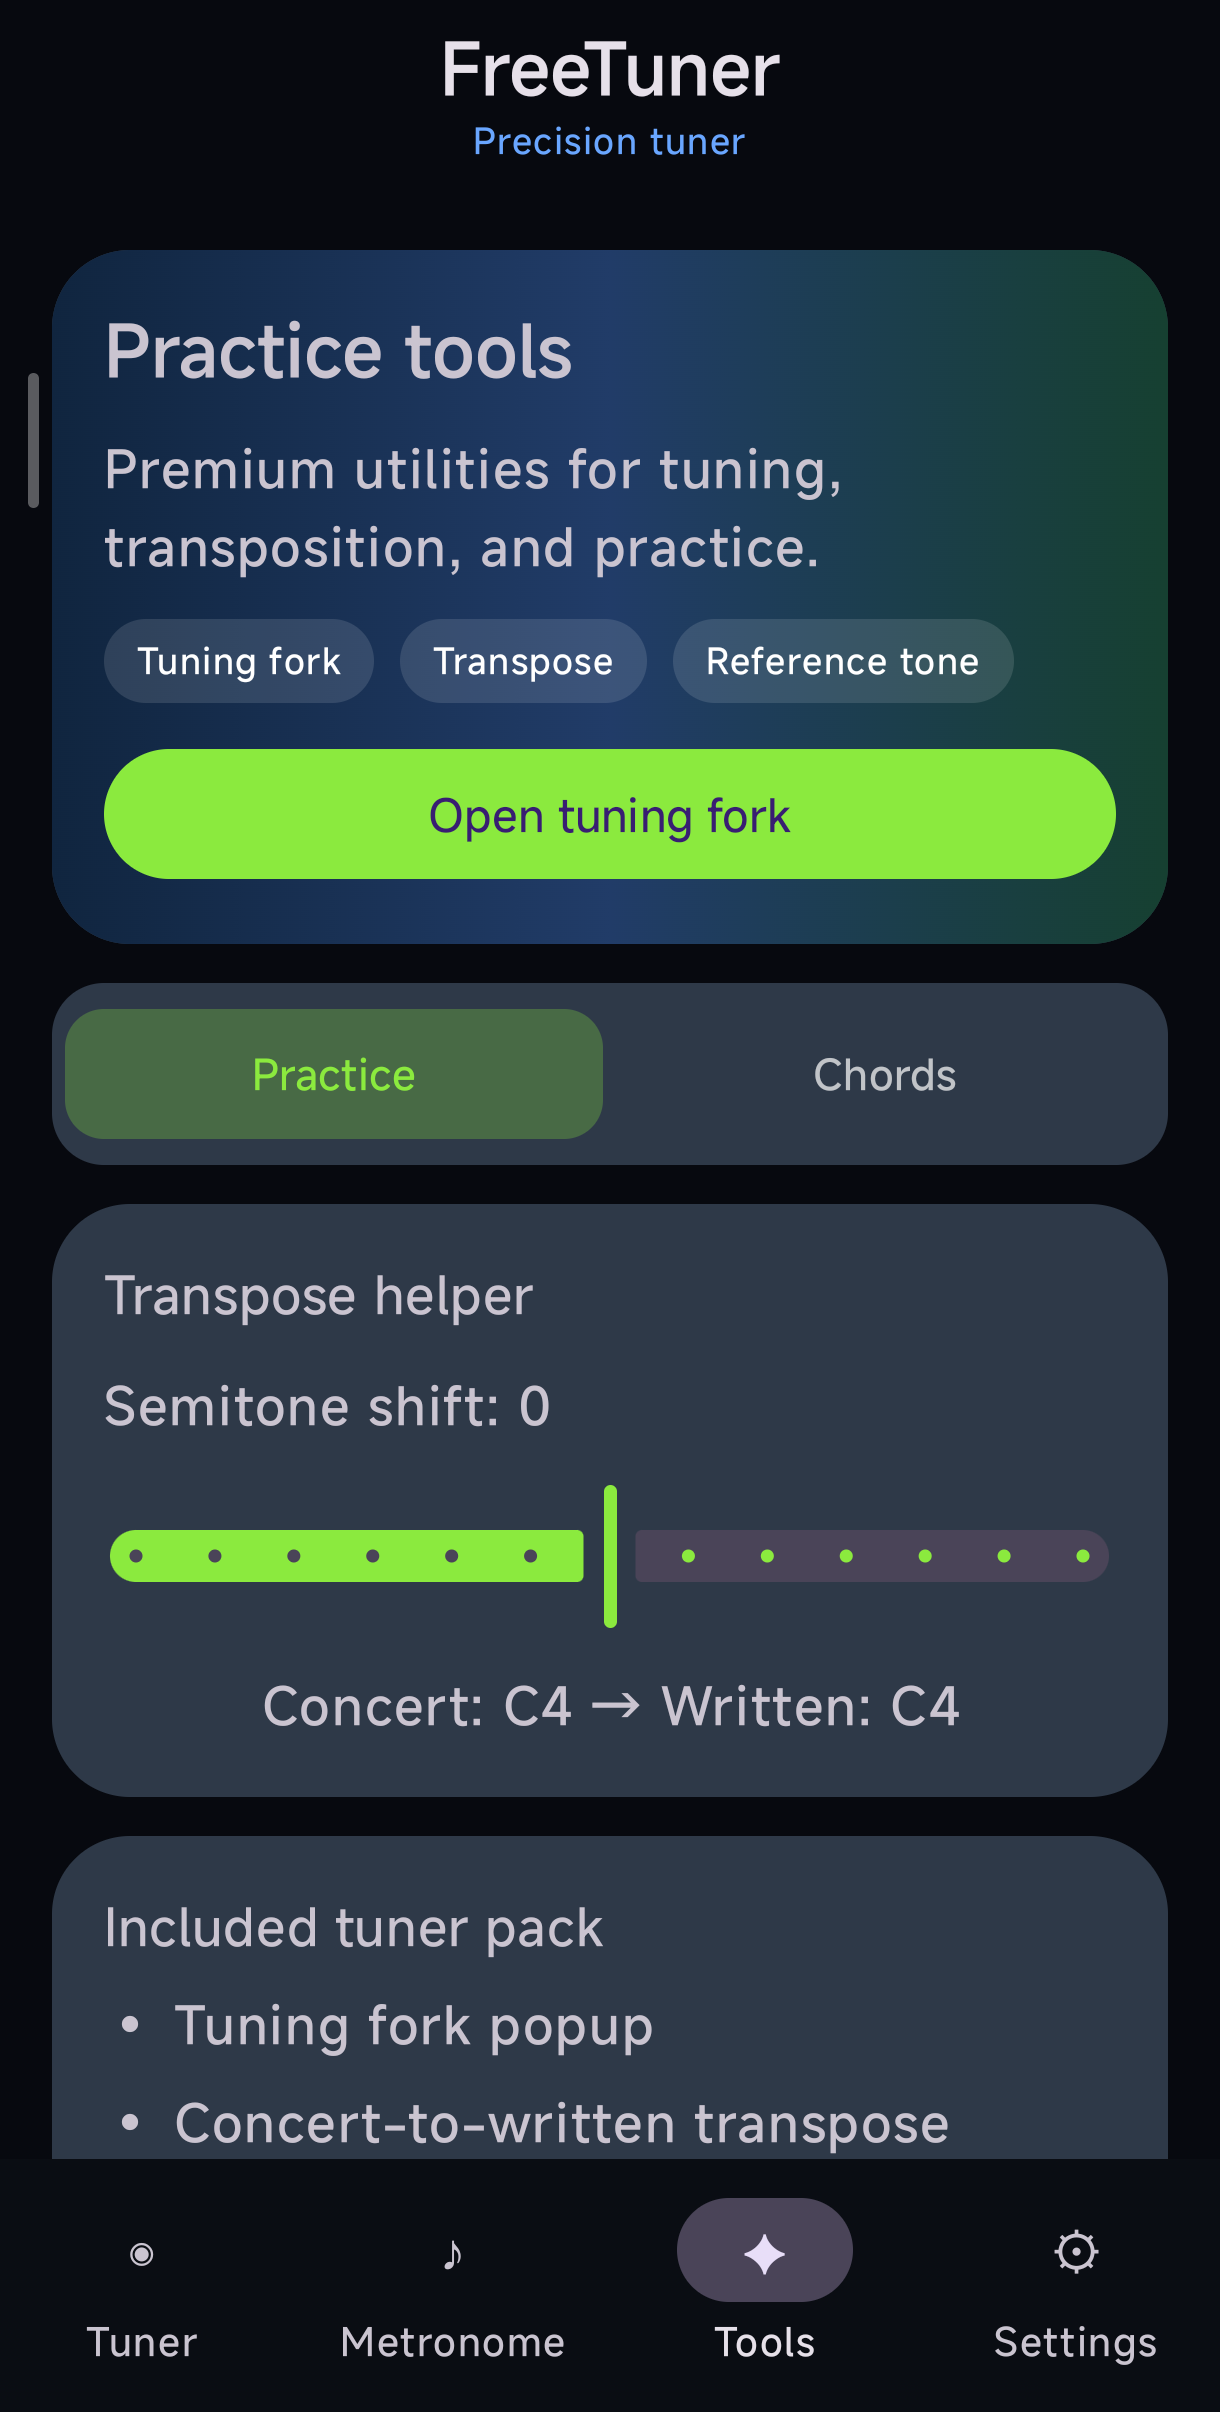 FreeTuner
Precision tuner
Practice tools
Premium utilities for tuning,
transposition, and practice.
Tuning fork
Transpose
Reference tone
Open tuning fork
Practice
Chords
Transpose helper
Semitone shift: 0
Concert: C4 → Written: C4
Included tuner pack
• Tuning fork popup
• Concert-to-written transpose
Tuner
Metronome
Tools
Settings